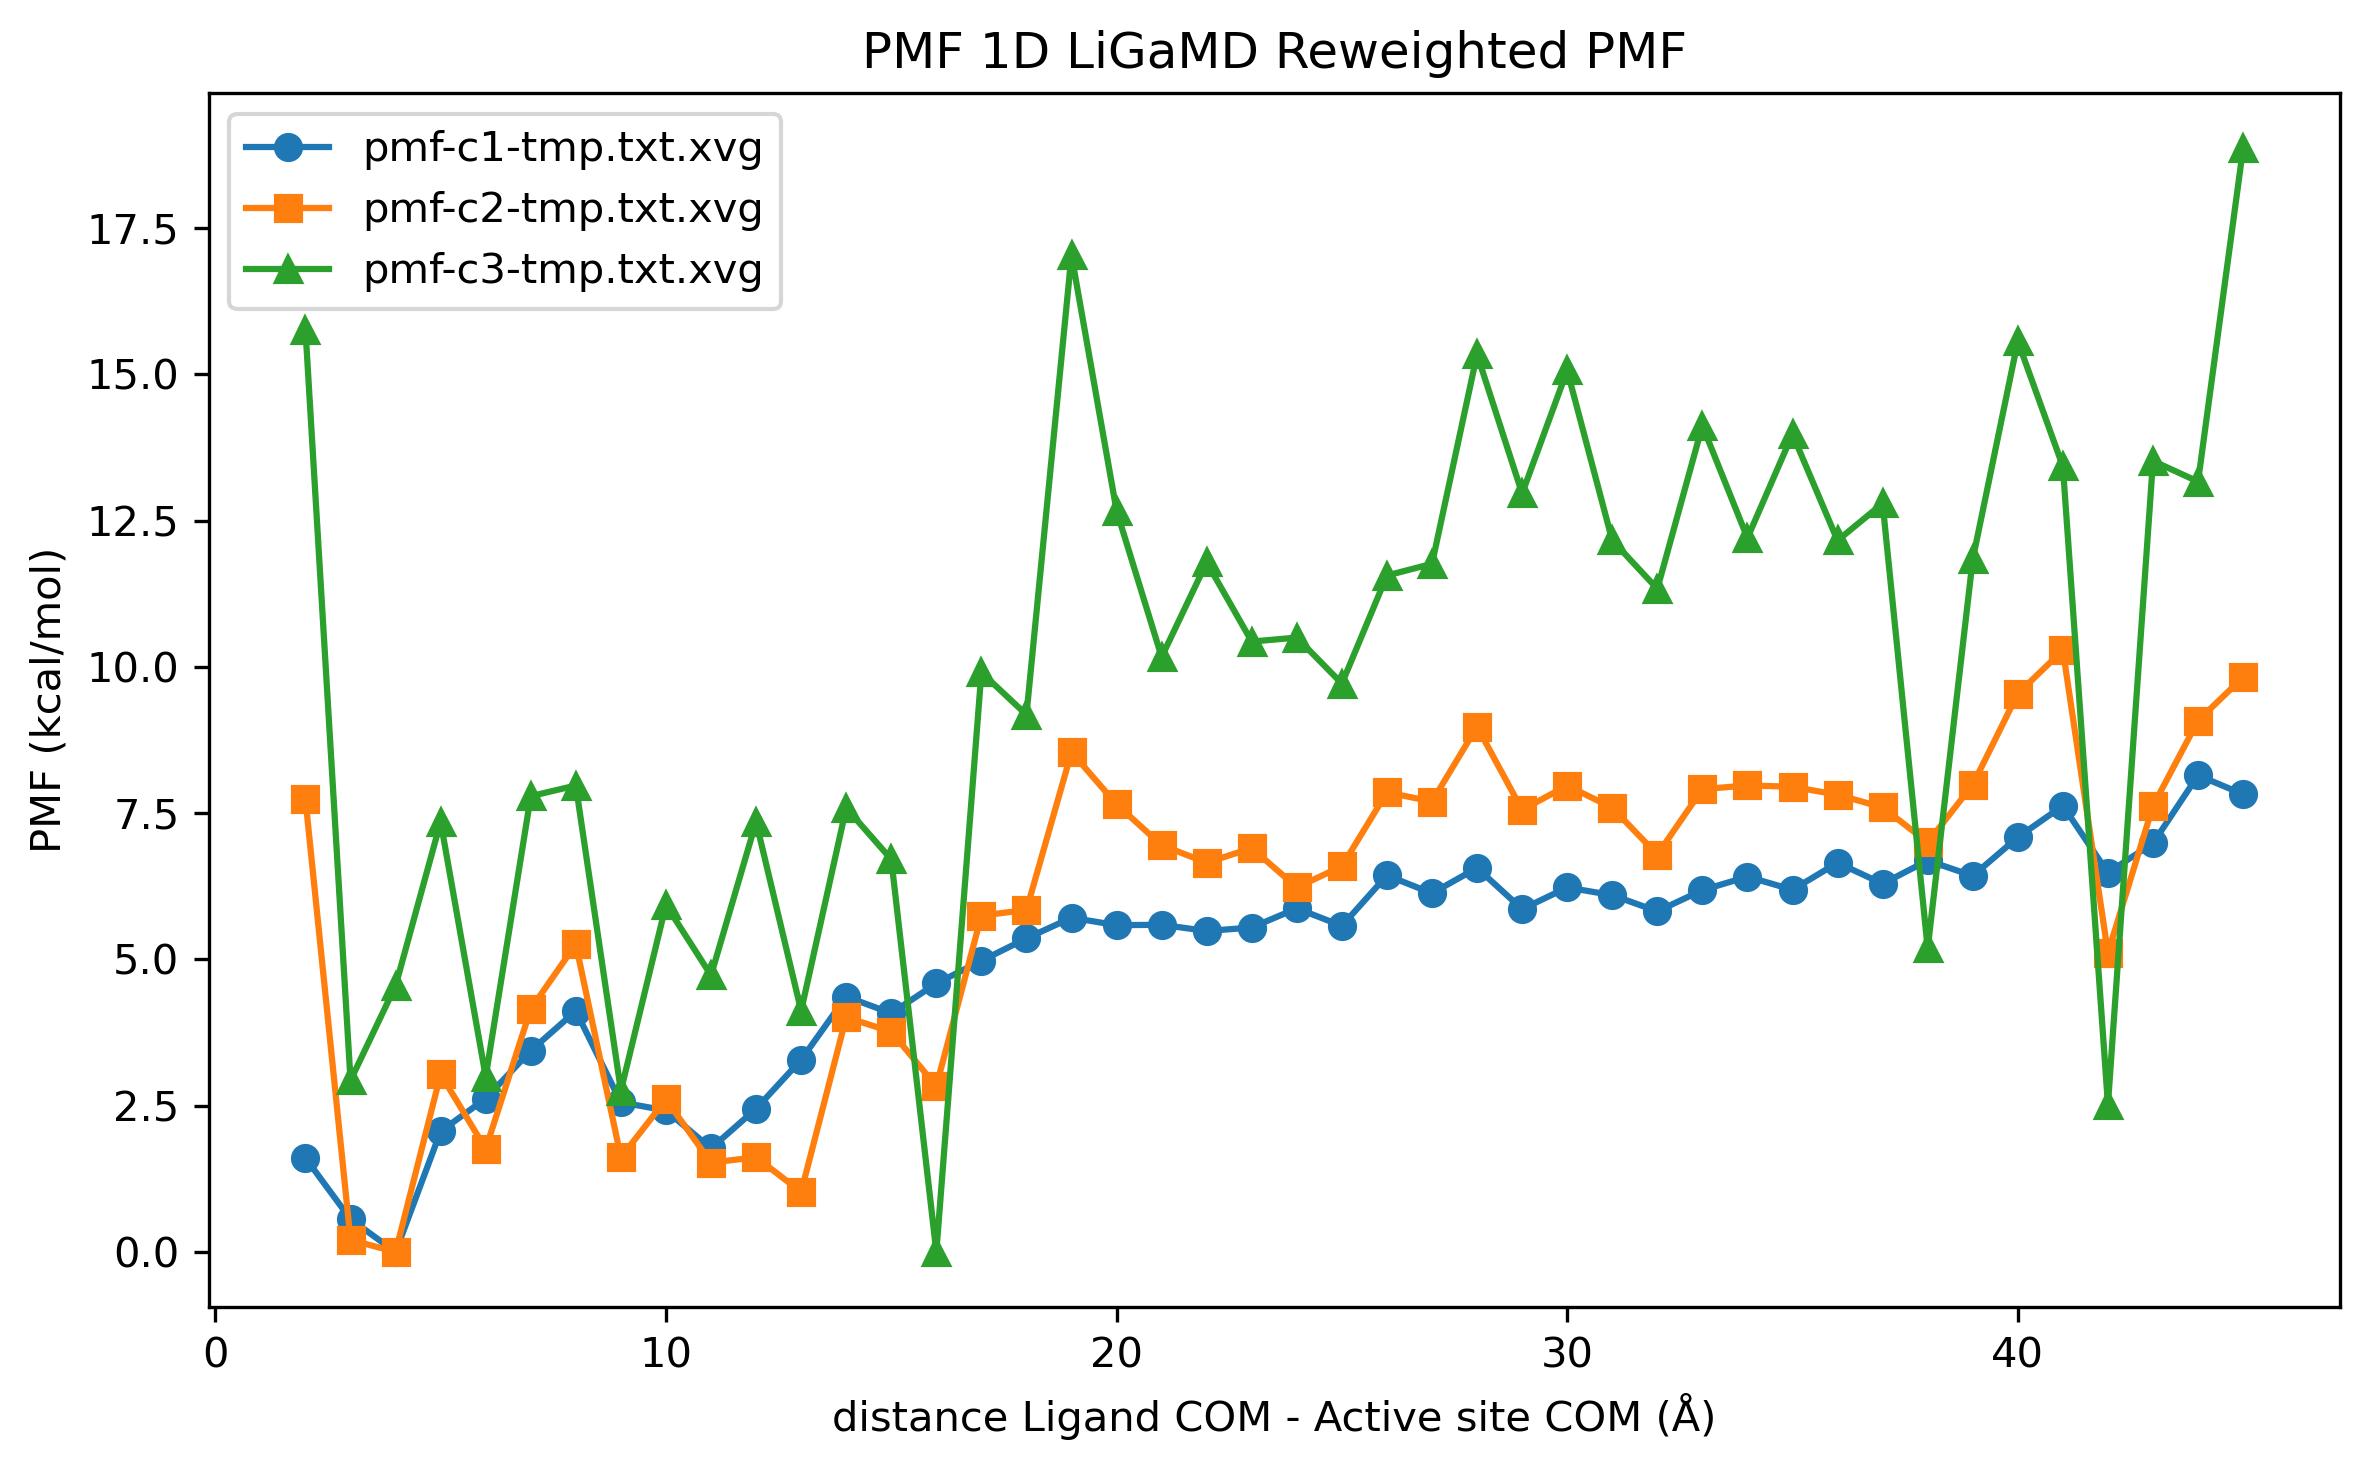 PMF 1D LiGaMD Reweighted PMF
pmf-c1-tmp.txt.xvg
pmf-c2-tmp.txt.xvg
pmf-c3-tmp.txt.xvg
PMF (kcal/mol)
17.5
15.0
12.5
10.0
7.5
5.0
2.5
0.0
0 10 20 30 40
distance Ligand COM - Active site COM (Å)